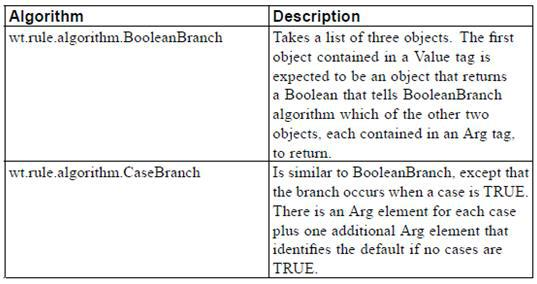 Algorithm Description
wt.rule.algorithm.BooleanBranch Takes a list of three objects. The first
object contained in a Value tag is
expected to be an object that returns
a Boolean that tells BooleanBranch
algorithm which of the other two
objects, each contained in an Arg tag,
to return.
wt.rule.algorithm.CaseBranch Is similar to BooleanBranch, except that
the branch occurs when a case is TRUE.
There is an Arg element for each case
plus one additional Arg element that
identifies the default if no cases are
TRUE.